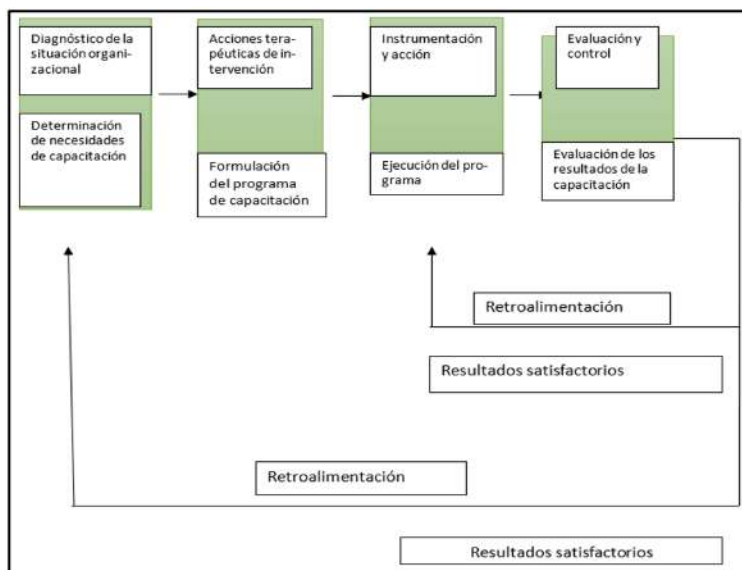 Diagnóstico de la
situación organi-
zacional
Determinación
de necesidades
de capacitación
Acciones tera-
péuticas de in-
tervención
Formulación
del programa
de capacitación
Instrumentación
y acción
Ejecución del pro-
grama
Evaluación y
control
Evaluación de los
resultados de la
capacitación
Retroalimentación
Resultados satisfactorios
Retroalimentación
Resultados satisfactorios